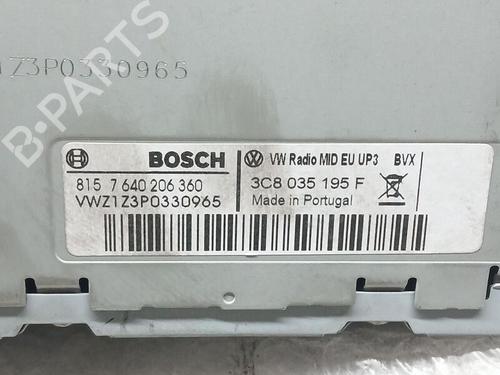 1Z3P0330965
B-PARTS
BOSCH VW Radio MID EU UP3 BVX
815 7 640 206 360 3C8 035 195 F
VWZ1Z3P0330965 Made in Portugal